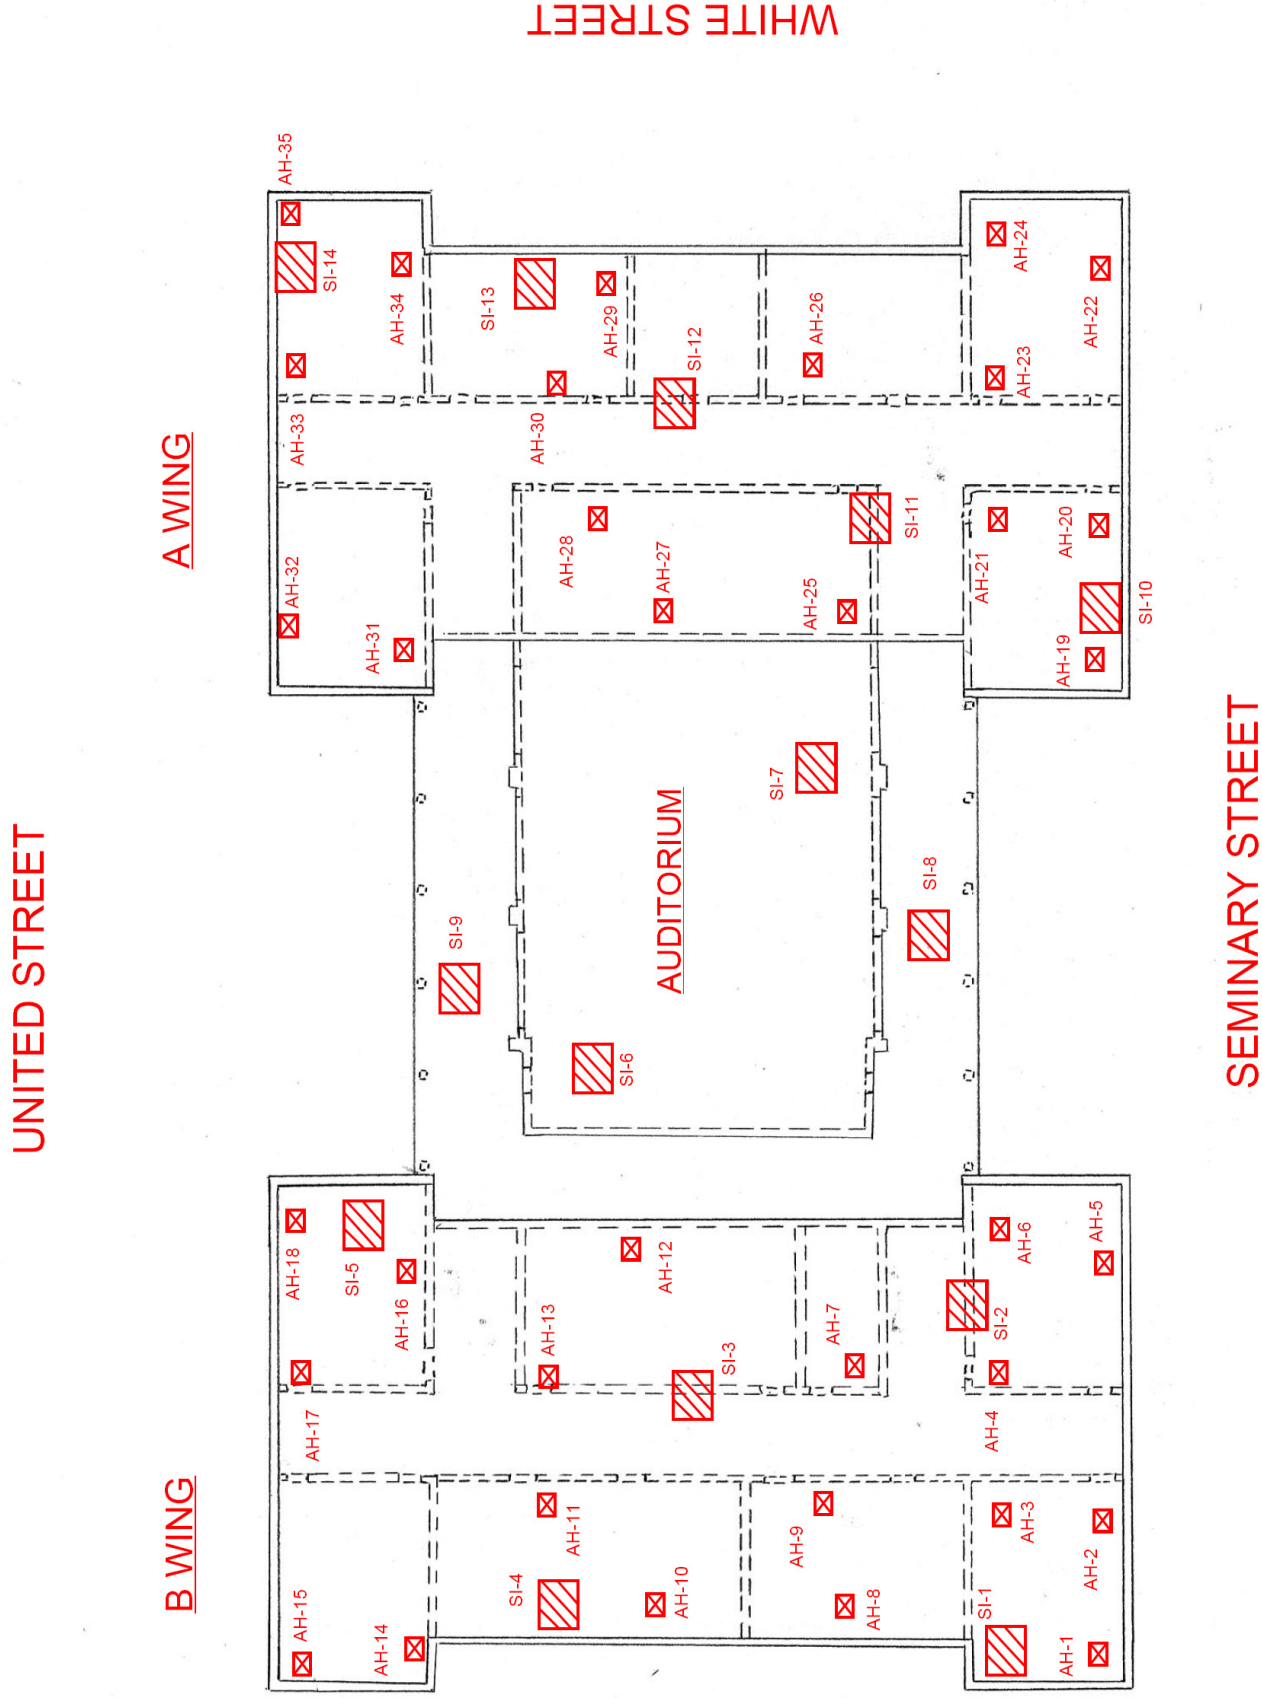 WHITE STREET
UNITED STREET
SEMINARY STREET
A WING
AH-35
SI-14
AH-34
AH-33
SI-13
AH-29
AH-30
SI-12
AH-26
AH-24
AH-22
AH-23
AH-32
AH-31
AH-28
AH-27
AH-25
SI-11
AH-21
AH-20
SI-10
AH-19
AUDITORIUM
SI-7
SI-8
SI-9
SI-6
B WING
AH-18
SI-5
AH-16
AH-17
AH-13
AH-12
SI-3
AH-7
AH-6
AH-5
SI-2
AH-4
AH-15
AH-14
SI-4
AH-11
AH-10
AH-9
AH-8
SI-1
AH-3
AH-2
AH-1